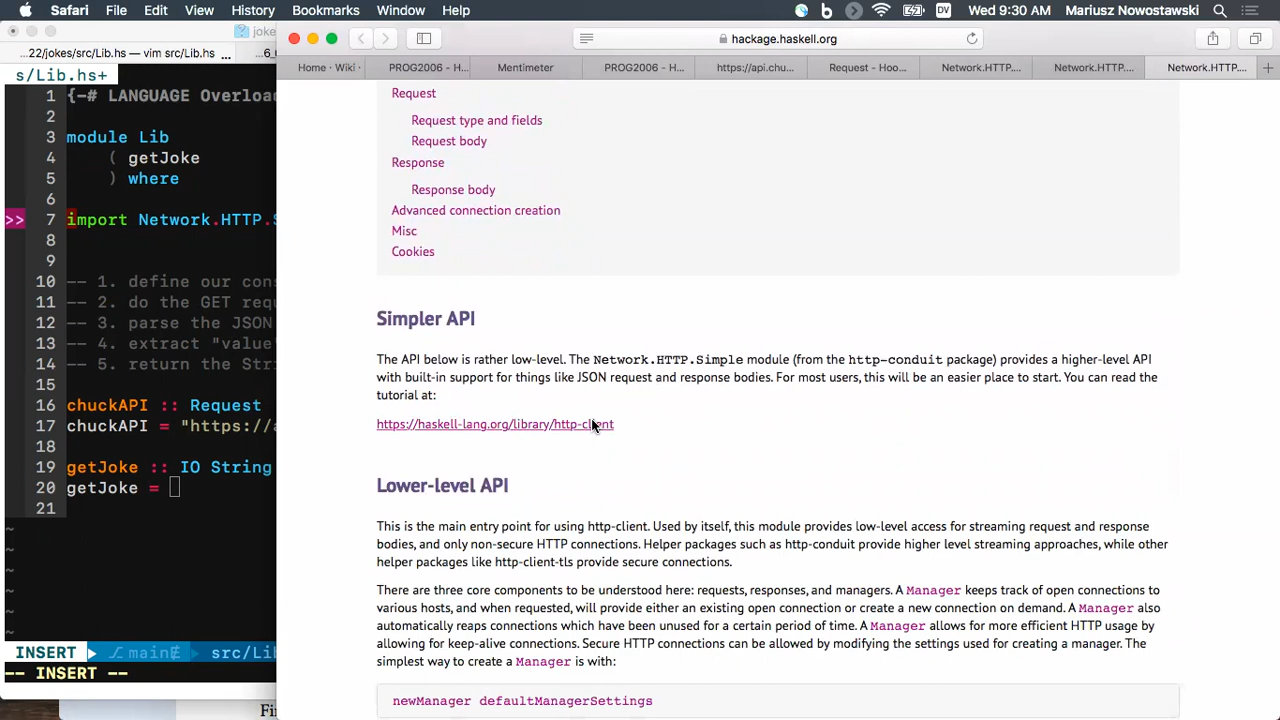 Safari File Edit View History Bookmarks Window Help DV Wed 9:30 AM Mariusz Nowostawski
joke
...22/jokes/src/Lib.hs — vim src/Lib.hs ...
s/Lib.hs+
1 {-# LANGUAGE Overloa
2
3 module Lib
4 ( getJoke
5 ) where
6
>> 7 import Network.HTTP.S
8
9
10 -- 1. define our cons
11 -- 2. do the GET requ
12 -- 3. parse the JSON
13 -- 4. extract "value"
14 -- 5. return the Stri
15
16 chuckAPI :: Request
17 chuckAPI = "https://a
18
19 getJoke :: IO String
20 getJoke =
21
~
~
~
~
~
~
INSERT main src/Lib
-- INSERT --
hackage.haskell.org
Home · Wiki · PROG2006 - H... Mentimeter PROG2006 - H... https://api.chu... Request - Hoo... Network.HTTP.... Network.HTTP.... Network.HTTP....
Request
Request type and fields
Request body
Response
Response body
Advanced connection creation
Misc
Cookies
Simpler API
The API below is rather low-level. The Network.HTTP.Simple module (from the http-conduit package) provides a higher-level API
with built-in support for things like JSON request and response bodies. For most users, this will be an easier place to start. You can read the
tutorial at:
https://haskell-lang.org/library/http-client
Lower-level API
This is the main entry point for using http-client. Used by itself, this module provides low-level access for streaming request and response
bodies, and only non-secure HTTP connections. Helper packages such as http-conduit provide higher level streaming approaches, while other
helper packages like http-client-tls provide secure connections.
There are three core components to be understood here: requests, responses, and managers. A Manager keeps track of open connections to
various hosts, and when requested, will provide either an existing open connection or create a new connection on demand. A Manager also
automatically reaps connections which have been unused for a certain period of time. A Manager allows for more efficient HTTP usage by
allowing for keep-alive connections. Secure HTTP connections can be allowed by modifying the settings used for creating a manager. The
simplest way to create a Manager is with:
newManager defaultManagerSettings